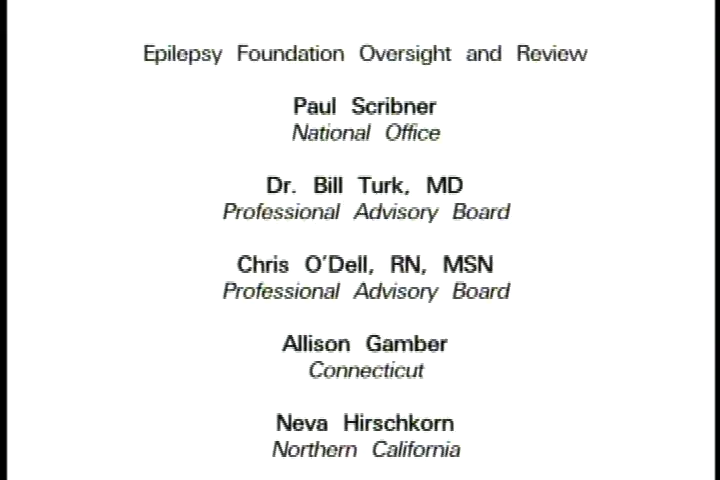 Epilepsy Foundation Oversight and Review
Paul Scribner
National Office
Dr. Bill Turk, MD
Professional Advisory Board
Chris O'Dell, RN, MSN
Professional Advisory Board
Allison Gamber
Connecticut
Neva Hirschkorn
Northern California